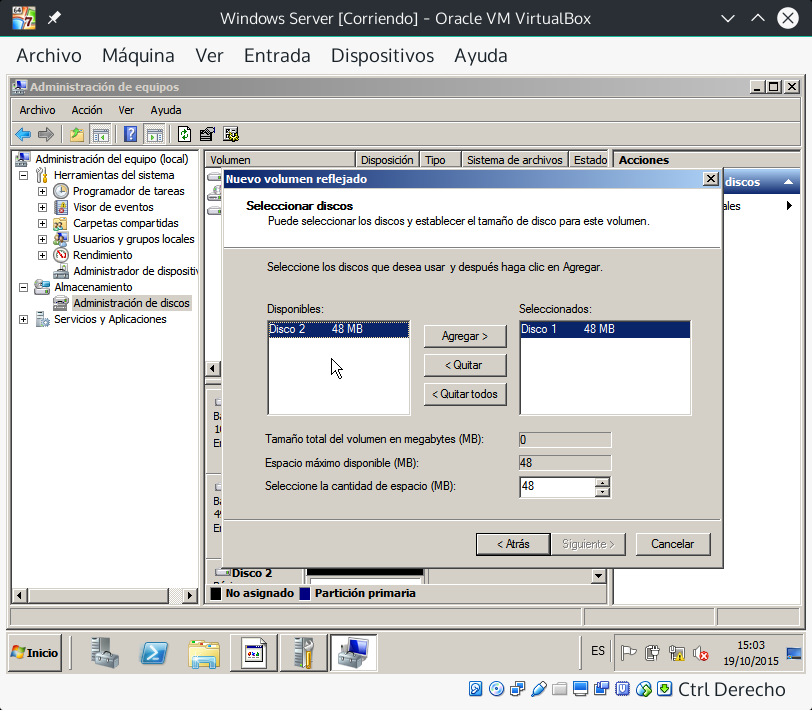 Windows Server [Corriendo] - Oracle VM VirtualBox
Archivo Máquina Ver Entrada Dispositivos Ayuda
Administración de equipos
Archivo Acción Ver Ayuda
Administración del equipo (local)
Herramientas del sistema
Programador de tareas
Visor de eventos
Carpetas compartidas
Usuarios y grupos locales
Rendimiento
Administrador de dispositi
Almacenamiento
Administración de discos
Servicios y Aplicaciones
Volumen Disposición Tipo Sistema de archivos Estado
Acciones
discos
ales
Nuevo volumen reflejado
Seleccionar discos
Puede seleccionar los discos y establecer el tamaño de disco para este volumen.
Seleccione los discos que desea usar y después haga clic en Agregar.
Disponibles: Seleccionados:
Disco 2 48 MB
Agregar >
< Quitar
< Quitar todos
Disco 1 48 MB
Tamaño total del volumen en megabytes (MB): 0
Espacio máximo disponible (MB): 48
Seleccione la cantidad de espacio (MB): 48
< Atrás Siguiente > Cancelar
Ba
10
En
Ba
49
En
Disco 2
No asignado Partición primaria
Inicio
ES
15:03
19/10/2015
Ctrl Derecho